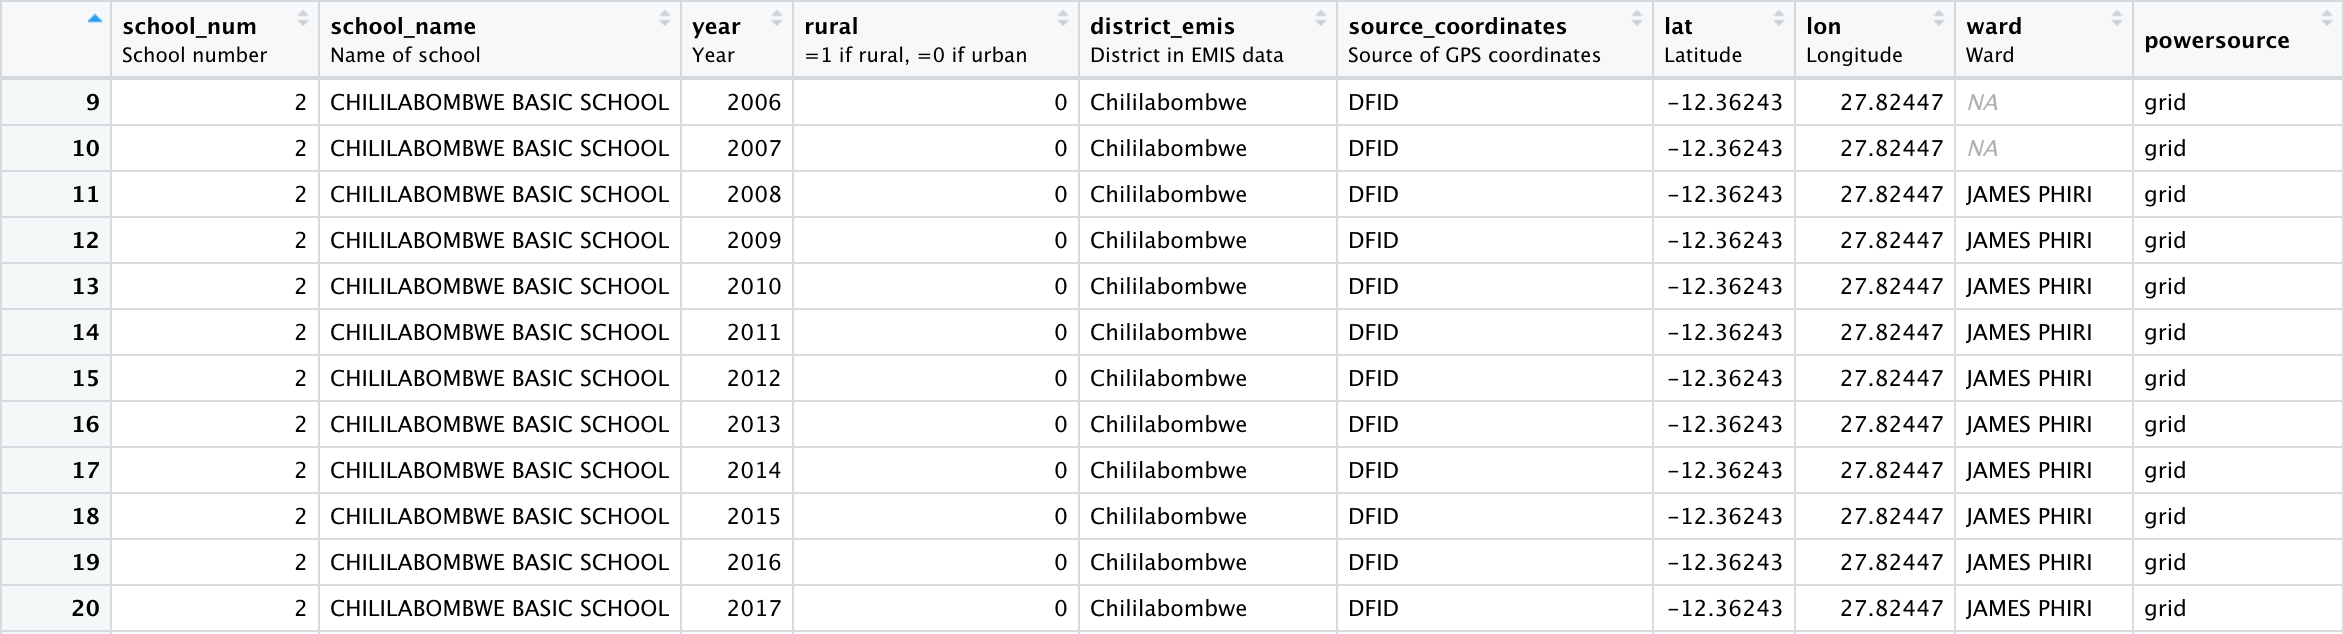 school_num school_name year rural district_emis source_coordinates lat lon ward powersource
School number Name of school Year =1 if rural, =0 if urban District in EMIS data Source of GPS coordinates Latitude Longitude Ward
9 2 CHILILABOMBWE BASIC SCHOOL 2006 0 Chililabombwe DFID -12.36243 27.82447 NA grid
10 2 CHILILABOMBWE BASIC SCHOOL 2007 0 Chililabombwe DFID -12.36243 27.82447 NA grid
11 2 CHILILABOMBWE BASIC SCHOOL 2008 0 Chililabombwe DFID -12.36243 27.82447 JAMES PHIRI grid
12 2 CHILILABOMBWE BASIC SCHOOL 2009 0 Chililabombwe DFID -12.36243 27.82447 JAMES PHIRI grid
13 2 CHILILABOMBWE BASIC SCHOOL 2010 0 Chililabombwe DFID -12.36243 27.82447 JAMES PHIRI grid
14 2 CHILILABOMBWE BASIC SCHOOL 2011 0 Chililabombwe DFID -12.36243 27.82447 JAMES PHIRI grid
15 2 CHILILABOMBWE BASIC SCHOOL 2012 0 Chililabombwe DFID -12.36243 27.82447 JAMES PHIRI grid
16 2 CHILILABOMBWE BASIC SCHOOL 2013 0 Chililabombwe DFID -12.36243 27.82447 JAMES PHIRI grid
17 2 CHILILABOMBWE BASIC SCHOOL 2014 0 Chililabombwe DFID -12.36243 27.82447 JAMES PHIRI grid
18 2 CHILILABOMBWE BASIC SCHOOL 2015 0 Chililabombwe DFID -12.36243 27.82447 JAMES PHIRI grid
19 2 CHILILABOMBWE BASIC SCHOOL 2016 0 Chililabombwe DFID -12.36243 27.82447 JAMES PHIRI grid
20 2 CHILILABOMBWE BASIC SCHOOL 2017 0 Chililabombwe DFID -12.36243 27.82447 JAMES PHIRI grid